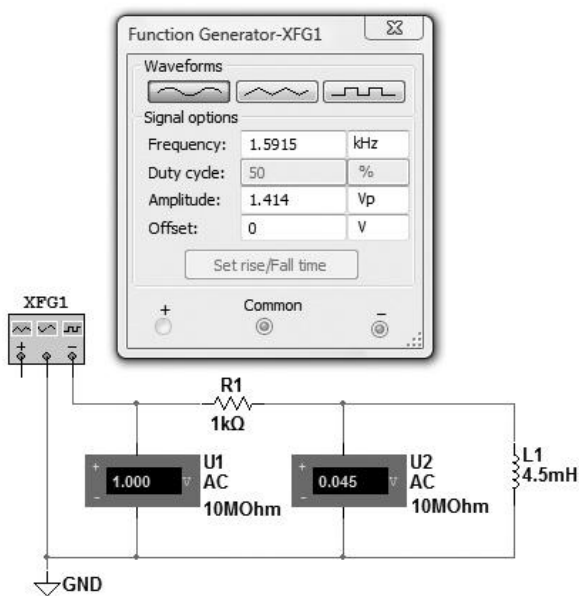 Function Generator-XFG1
Waveforms
Signal options
Frequency: 1.5915 kHz
Duty cycle: 50 %
Amplitude: 1.414 Vp
Offset: 0 V
Set rise/Fall time
+ Common −
XFG1
+ −
R1
1kΩ
+ 1.000 V −
U1
AC
10MOhm
+ 0.045 V −
U2
AC
10MOhm
L1
4.5mH
GND